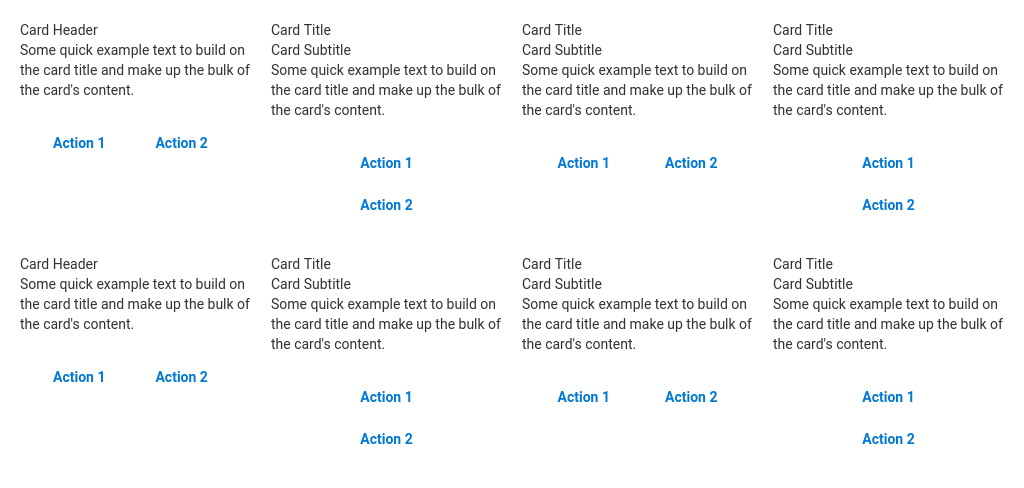 Card Header
Some quick example text to build on
the card title and make up the bulk of
the card's content.
Action 1 Action 2
Card Title
Card Subtitle
Some quick example text to build on
the card title and make up the bulk of
the card's content.
Action 1
Action 2
Card Title
Card Subtitle
Some quick example text to build on
the card title and make up the bulk of
the card's content.
Action 1 Action 2
Card Title
Card Subtitle
Some quick example text to build on
the card title and make up the bulk of
the card's content.
Action 1
Action 2
Card Header
Some quick example text to build on
the card title and make up the bulk of
the card's content.
Action 1 Action 2
Card Title
Card Subtitle
Some quick example text to build on
the card title and make up the bulk of
the card's content.
Action 1
Action 2
Card Title
Card Subtitle
Some quick example text to build on
the card title and make up the bulk of
the card's content.
Action 1 Action 2
Card Title
Card Subtitle
Some quick example text to build on
the card title and make up the bulk of
the card's content.
Action 1
Action 2